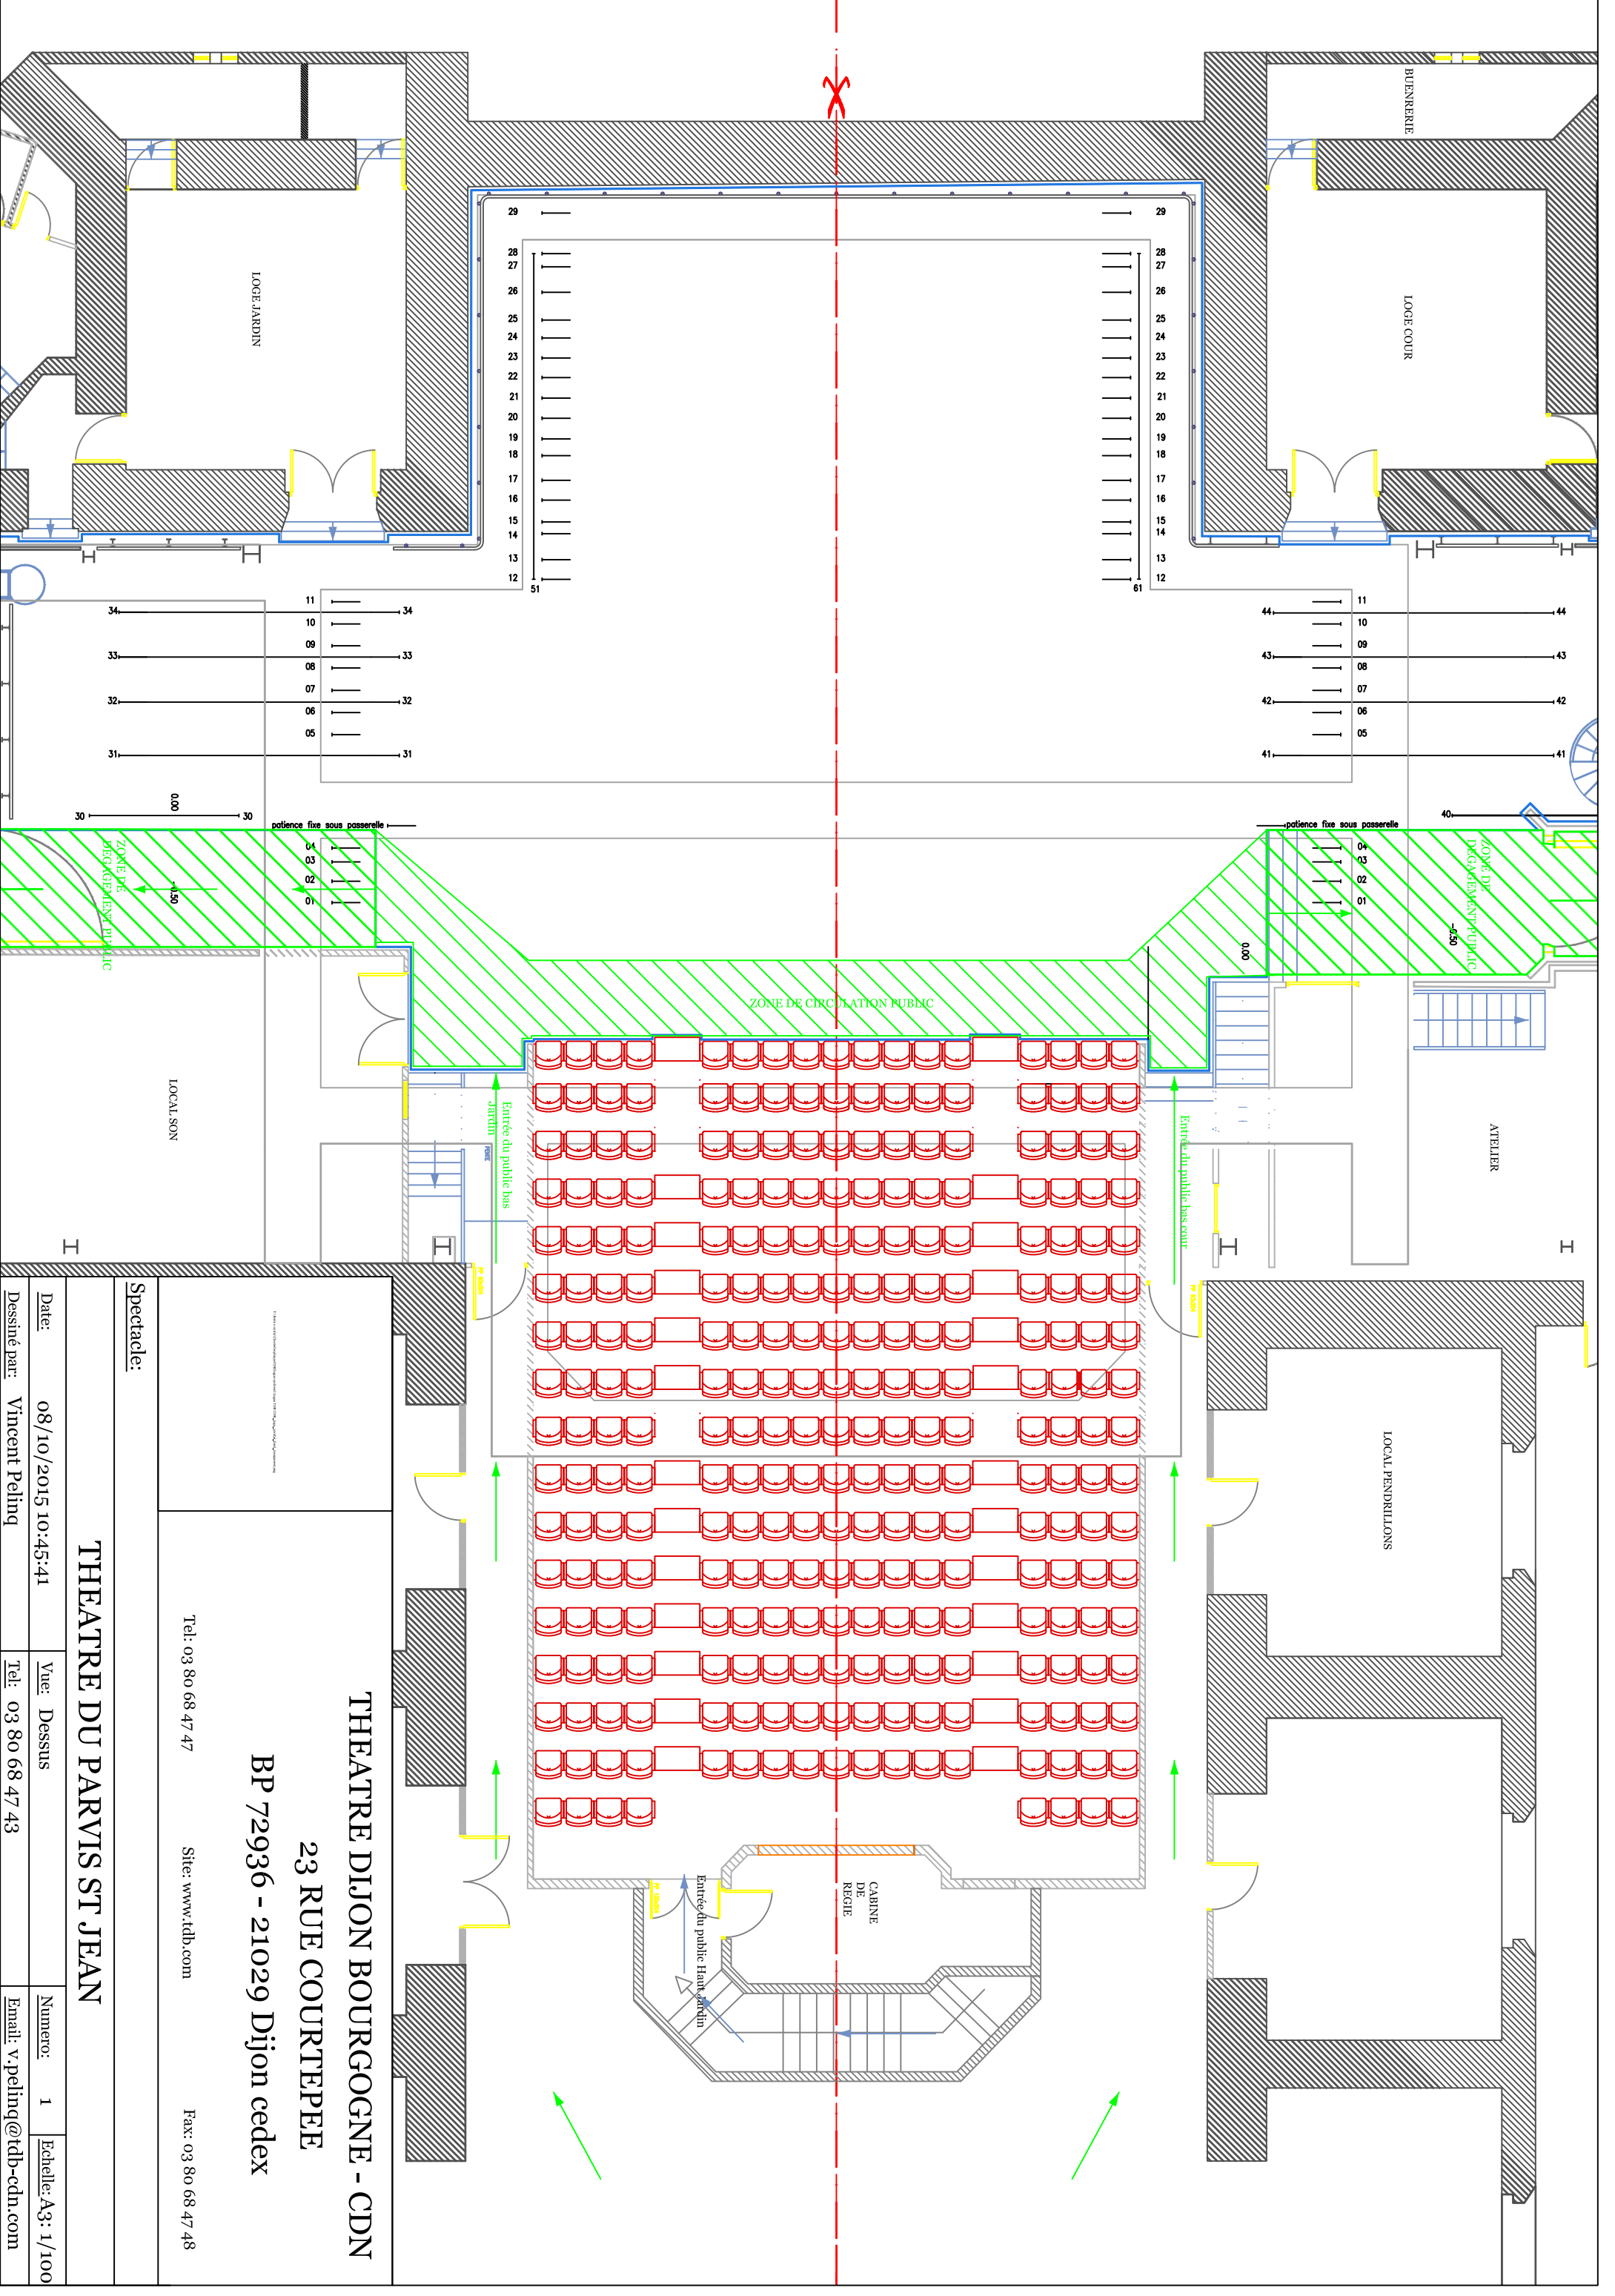 BUENRERIE
LOGE JARDIN
LOGE COUR
29 29
28 28
27 27
26 26
25 25
24 24
23 23
22 22
21 21
20 20
19 19
18 18
17 17
16 16
15 15
14 14
13 13
12 12
51 61
11 11
34 34 44 44
10 10
09 09
33 33 43 43
08 08
07 07
32 32 42 42
06 06
05 05
31 31 41 41
0.00
30 30 40
patience fixe sous passerelle patience fixe sous passerelle
04 04
03 03
02 02
01 01
ZONE DE
DEGAGEMENT PUBLIC
-0.50
ZONE DE
DEGAGEMENT PUBLIC
-0.50
0.00
ZONE DE CIRCULATION PUBLIC
LOCAL SON
Entrée du public bas
Jardin
Entrée du public bas cour
ATELIER
LOCAL PENDRILLONS
CABINE
DE
REGIE
Entrée du public Haut Jardin
THEATRE DIJON BOURGOGNE - CDN
23 RUE COURTEPEE
BP 72936 - 21029 Dijon cedex
Tel: 03 80 68 47 47 Site: www.tdb.com Fax: 03 80 68 47 48
Spectacle:
THEATRE DU PARVIS ST JEAN
Date: 08/10/2015 10:45:41 Vue: Dessus Numero: 1 Echelle: A3: 1/100
Dessiné par: Vincent Pelinq Tel: 03 80 68 47 43 Email: v.pelinq@tdb-cdn.com